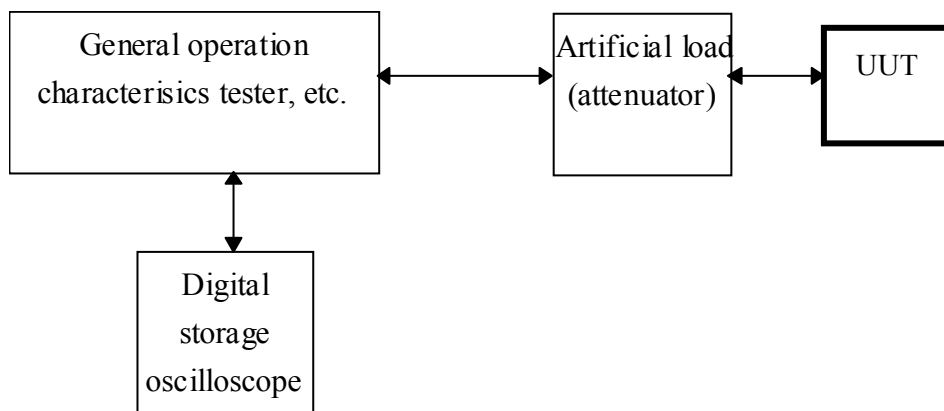 General operation
characterisics tester, etc.
Artificial load
(attenuator)
UUT
Digital
storage
oscilloscope